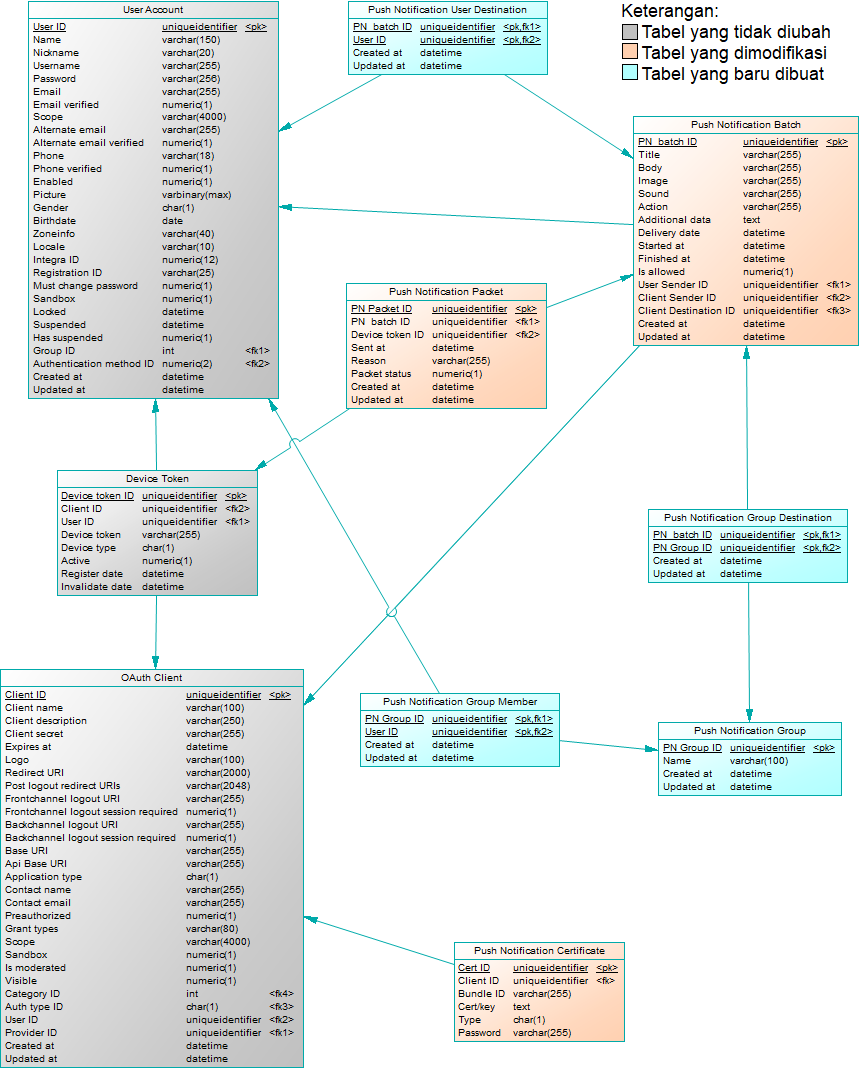 User Account
User ID uniqueidentifier <pk>
Name varchar(150)
Nickname varchar(20)
Username varchar(255)
Password varchar(256)
Email varchar(255)
Email verified numeric(1)
Scope varchar(4000)
Alternate email varchar(255)
Alternate email verified numeric(1)
Phone varchar(18)
Phone verified numeric(1)
Enabled numeric(1)
Picture varbinary(max)
Gender char(1)
Birthdate date
Zoneinfo varchar(40)
Locale varchar(10)
Integra ID numeric(12)
Registration ID varchar(25)
Must change password numeric(1)
Sandbox numeric(1)
Locked datetime
Suspended datetime
Has suspended numeric(1)
Group ID int <fk1>
Authentication method ID numeric(2) <fk2>
Created at datetime
Updated at datetime
Push Notification User Destination
PN_batch ID uniqueidentifier <pk,fk1>
User ID uniqueidentifier <pk,fk2>
Created at datetime
Updated at datetime
Keterangan:
Tabel yang tidak diubah
Tabel yang dimodifikasi
Tabel yang baru dibuat
Push Notification Batch
PN_batch ID uniqueidentifier <pk>
Title varchar(255)
Body varchar(255)
Image varchar(255)
Sound varchar(255)
Action varchar(255)
Additional data text
Delivery date datetime
Started at datetime
Finished at datetime
Is allowed numeric(1)
User Sender ID uniqueidentifier <fk1>
Client Sender ID uniqueidentifier <fk2>
Client Destination ID uniqueidentifier <fk3>
Created at datetime
Updated at datetime
Push Notification Packet
PN Packet ID uniqueidentifier <pk>
PN_batch ID uniqueidentifier <fk1>
Device token ID uniqueidentifier <fk2>
Sent at datetime
Reason varchar(255)
Packet status numeric(1)
Created at datetime
Updated at datetime
Device Token
Device token ID uniqueidentifier <pk>
Client ID uniqueidentifier <fk2>
User ID uniqueidentifier <fk1>
Device token varchar(255)
Device type char(1)
Active numeric(1)
Register date datetime
Invalidate date datetime
Push Notification Group Destination
PN_batch ID uniqueidentifier <pk,fk1>
PN Group ID uniqueidentifier <pk,fk2>
Created at datetime
Updated at datetime
OAuth Client
Client ID uniqueidentifier <pk>
Client name varchar(100)
Client description varchar(250)
Client secret varchar(255)
Expires at datetime
Logo varchar(100)
Redirect URI varchar(2000)
Post logout redirect URIs varchar(2048)
Frontchannel logout URI varchar(255)
Frontchannel logout session required numeric(1)
Backchannel logout URI varchar(255)
Backchannel logout session required numeric(1)
Base URI varchar(255)
Api Base URI varchar(255)
Application type char(1)
Contact name varchar(255)
Contact email varchar(255)
Preauthorized numeric(1)
Grant types varchar(80)
Scope varchar(4000)
Sandbox numeric(1)
Is moderated numeric(1)
Visible numeric(1)
Category ID int <fk4>
Auth type ID char(1) <fk3>
User ID uniqueidentifier <fk2>
Provider ID uniqueidentifier <fk1>
Created at datetime
Updated at datetime
Push Notification Group Member
PN Group ID uniqueidentifier <pk,fk1>
User ID uniqueidentifier <pk,fk2>
Created at datetime
Updated at datetime
Push Notification Group
PN Group ID uniqueidentifier <pk>
Name varchar(100)
Created at datetime
Updated at datetime
Push Notification Certificate
Cert ID uniqueidentifier <pk>
Client ID uniqueidentifier <fk>
Bundle ID varchar(255)
Cert/key text
Type char(1)
Password varchar(255)